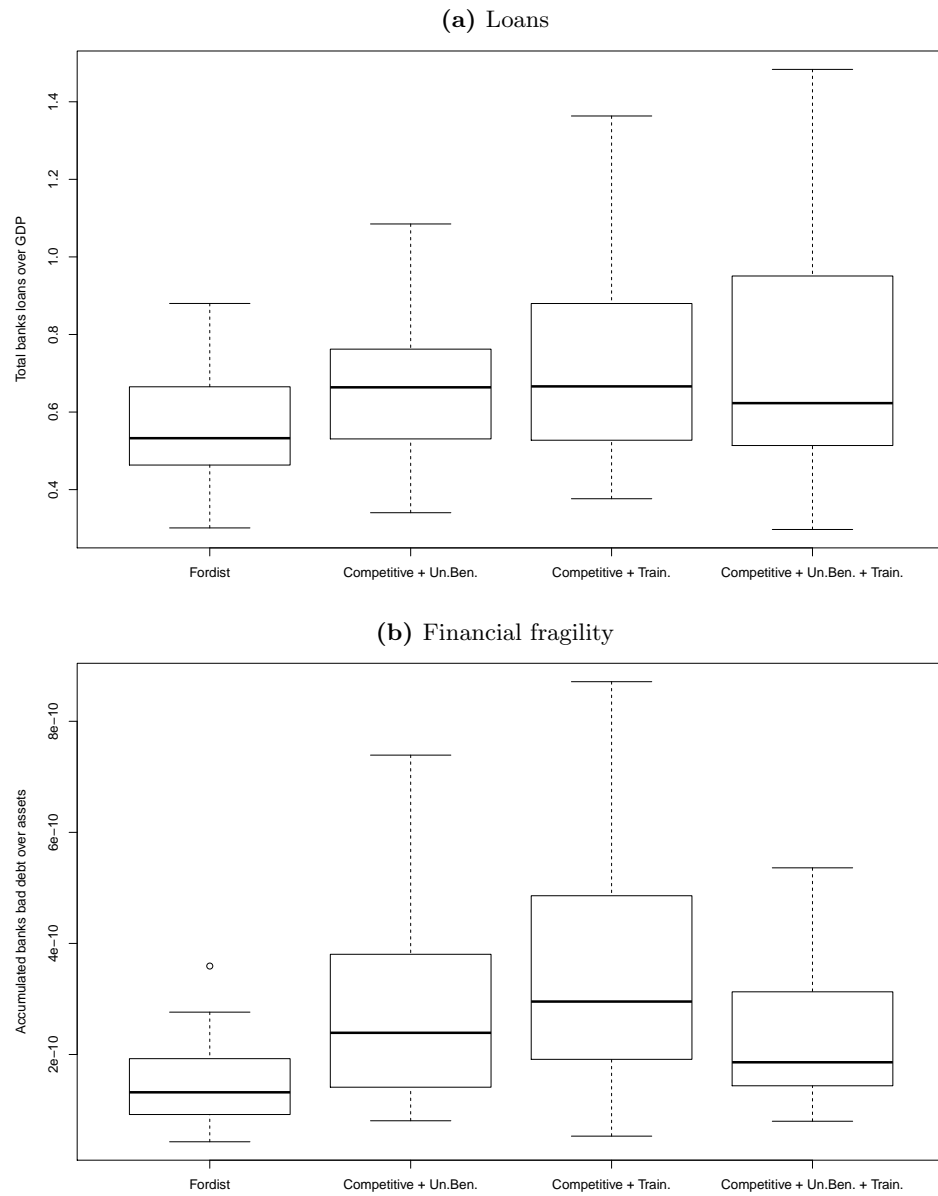 (a) Loans
Total banks loans over GDP
1.4
1.2
1.0
0.8
0.6
0.4
Fordist Competitive + Un.Ben. Competitive + Train. Competitive + Un.Ben. + Train.
(b) Financial fragility
Accumulated banks bad debt over assets
8e−10
6e−10
4e−10
2e−10
Fordist Competitive + Un.Ben. Competitive + Train. Competitive + Un.Ben. + Train.